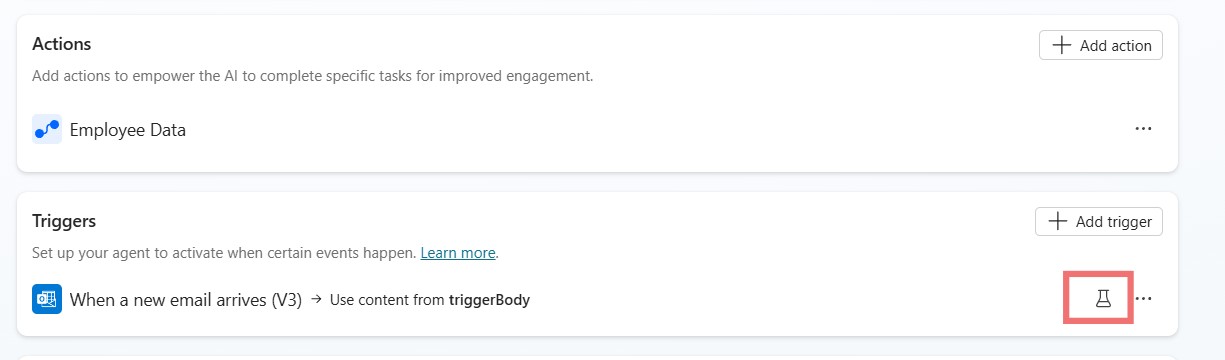 Actions
Add action
Add actions to empower the AI to complete specific tasks for improved engagement.
Employee Data
Triggers
Add trigger
Set up your agent to activate when certain events happen. Learn more.
When a new email arrives (V3) → Use content from triggerBody